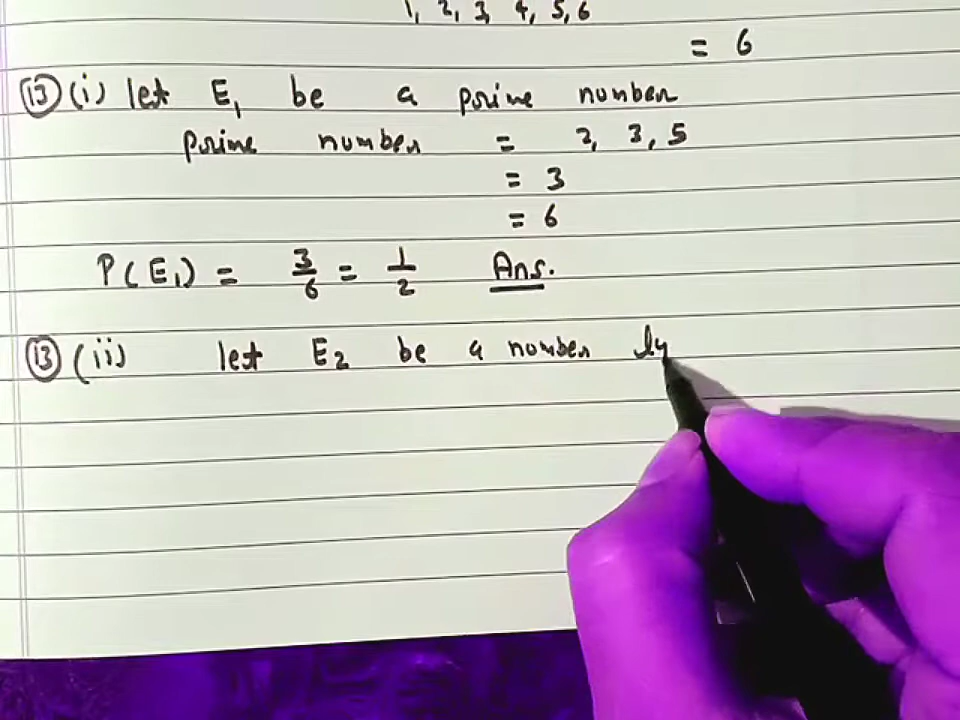 1, 2, 3, 4, 5, 6
= 6
13 (i) let E1 be a prime number
prime number = 2, 3, 5
= 3
= 6
P(E1) = 3/6 = 1/2 Ans.
13 (ii) let E2 be a number ly